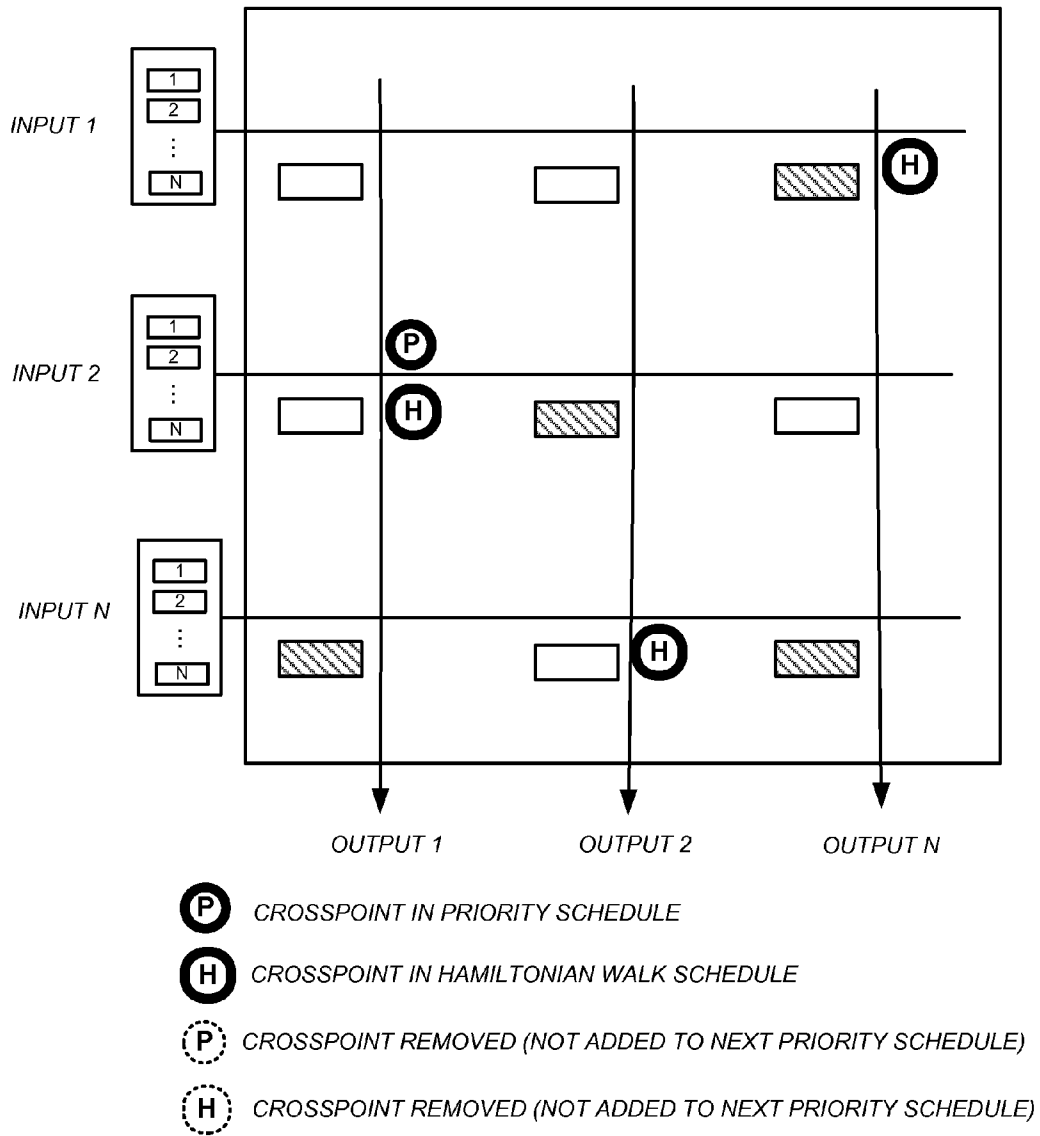 1
2
⋮
N
INPUT 1
H
1
2
⋮
N
INPUT 2
P
H
1
2
⋮
N
INPUT N
H
OUTPUT 1 OUTPUT 2 OUTPUT N
P CROSSPOINT IN PRIORITY SCHEDULE
H CROSSPOINT IN HAMILTONIAN WALK SCHEDULE
P CROSSPOINT REMOVED (NOT ADDED TO NEXT PRIORITY SCHEDULE)
H CROSSPOINT REMOVED (NOT ADDED TO NEXT PRIORITY SCHEDULE)